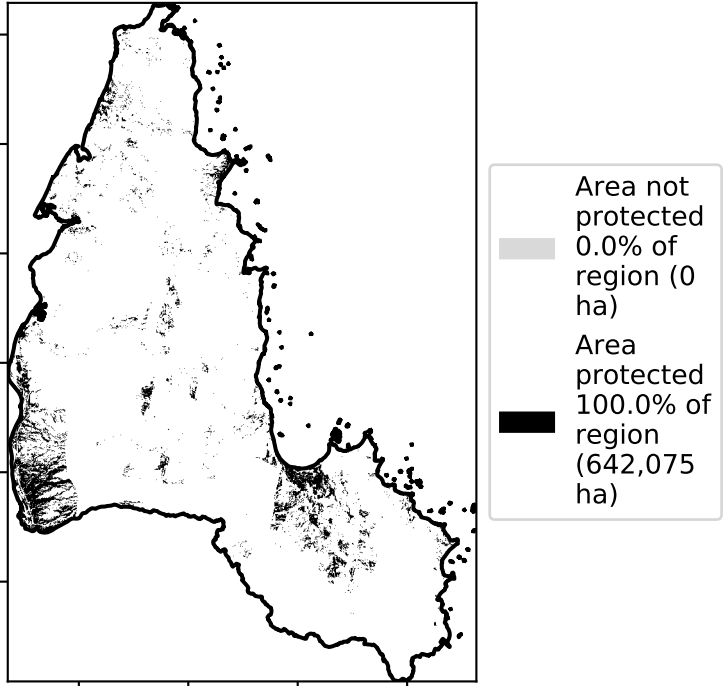 Area not
protected
0.0% of
region (0
ha)
Area
protected
100.0% of
region
(642,075
ha)